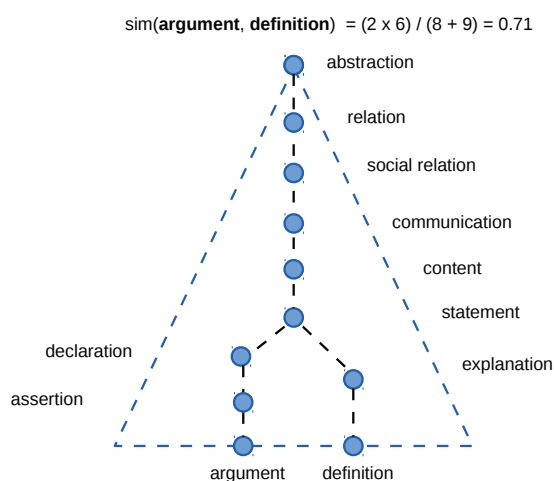 sim(argument, definition) = (2 x 6) / (8 + 9) = 0.71
abstraction
relation
social relation
communication
content
statement
declaration
explanation
assertion
argument definition